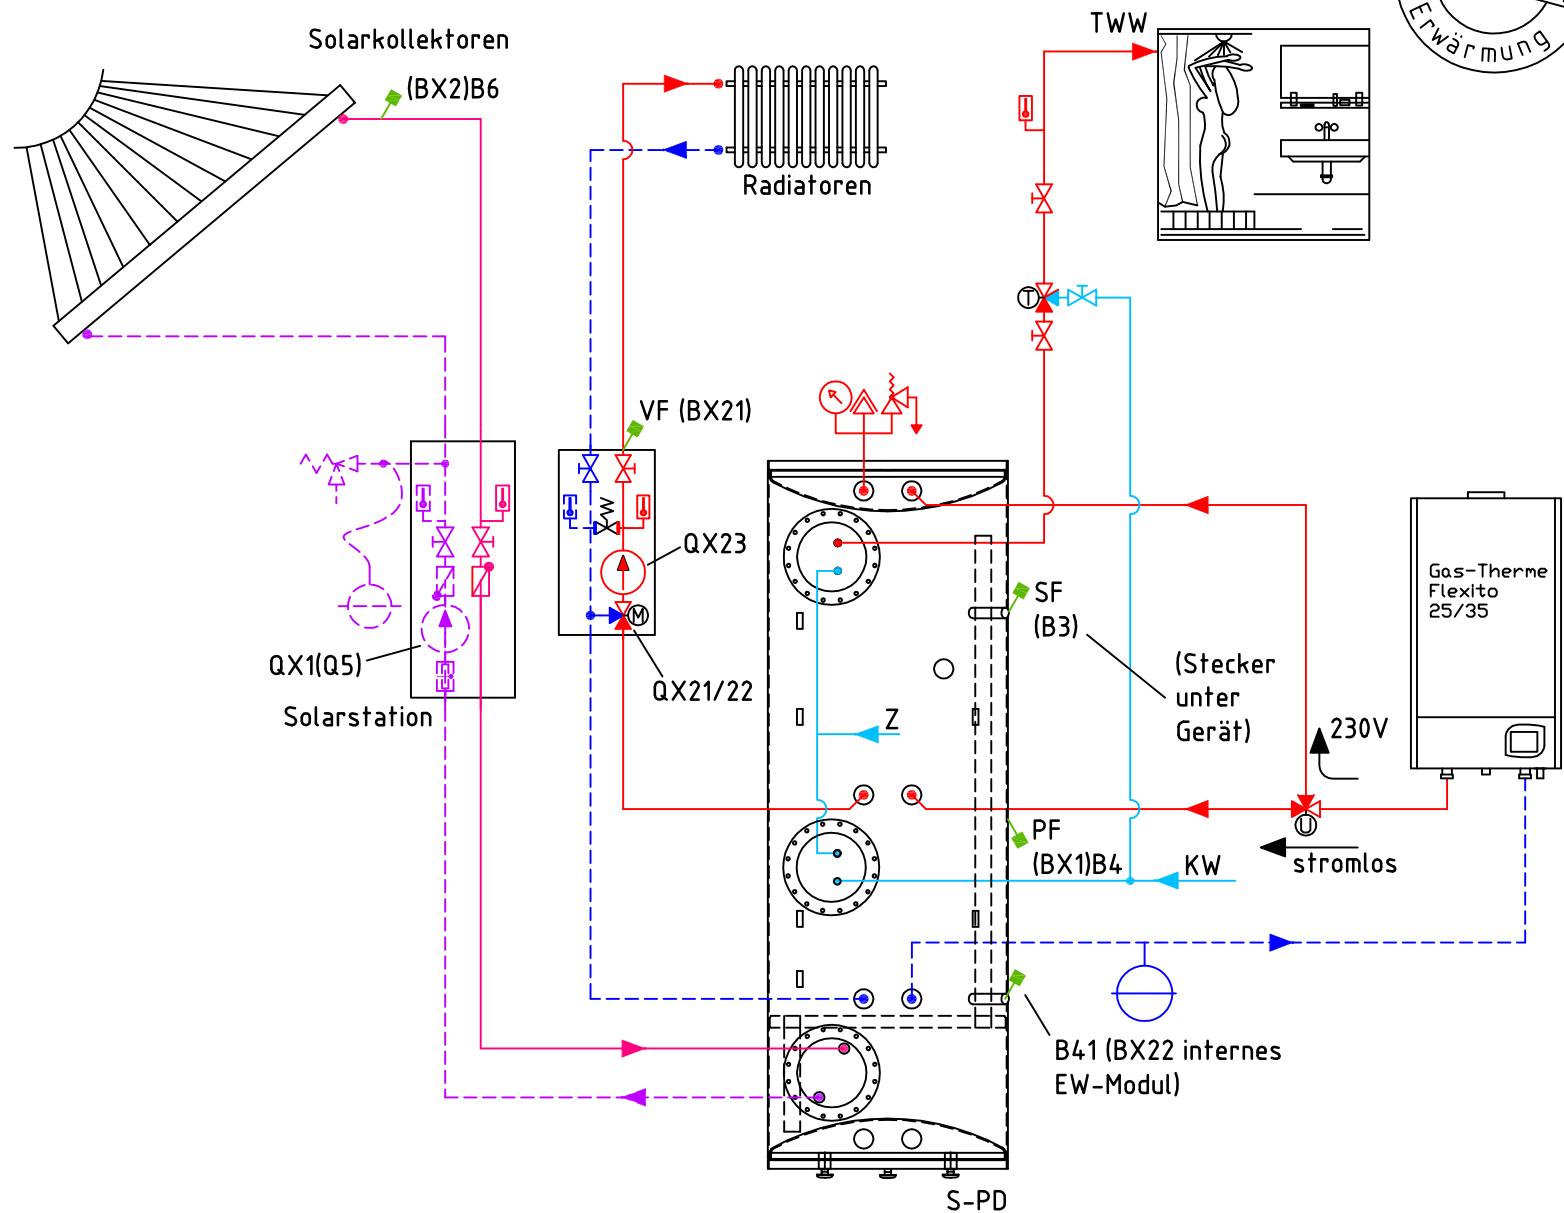 TWW
Erwärmung
Solarkollektoren
(BX2)B6
Radiatoren
T
VF (BX21)
QX23
M
QX1(Q5)
QX21/22
Solarstation
SF
(B3)
(Stecker
unter
Gerät)
Z
Gas-Therme
Flexito
25/35
230V
U
PF
(BX1)B4
KW
stromlos
B41 (BX22 internes
EW-Modul)
S-PD